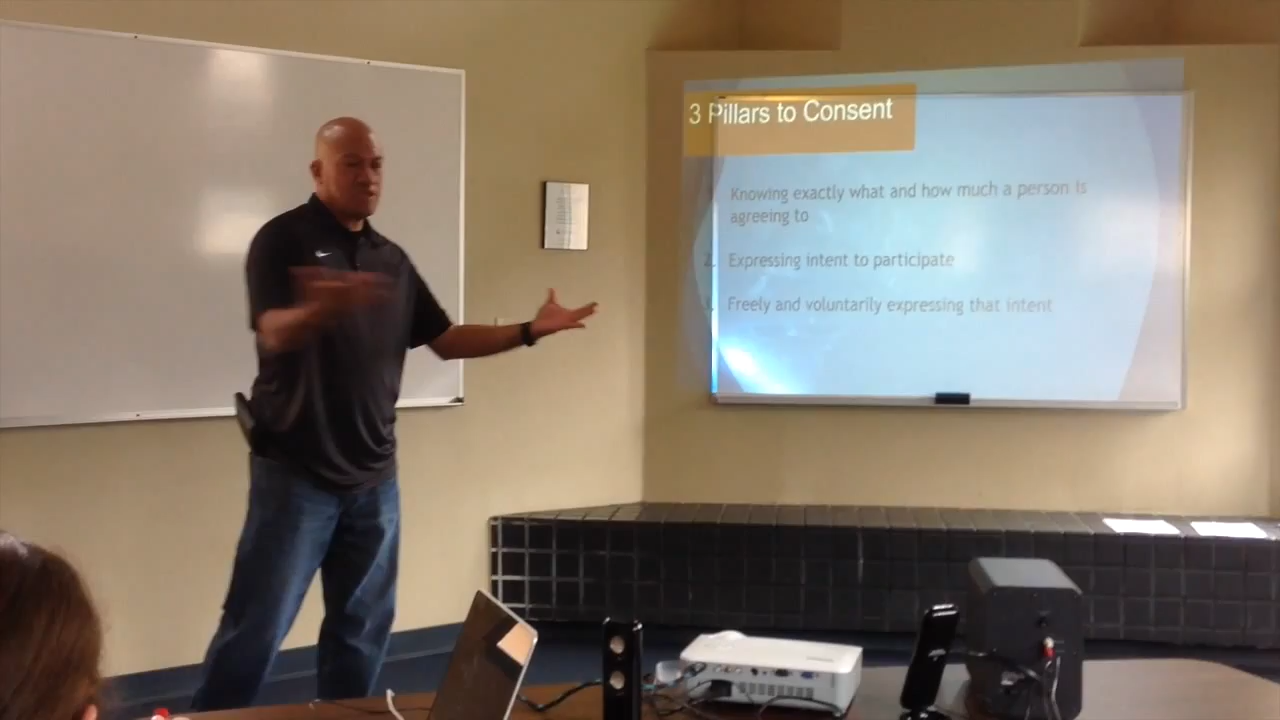 3 Pillars to Consent
Knowing exactly what and how much a person is
agreeing to
2. Expressing intent to participate
Freely and voluntarily expressing that intent